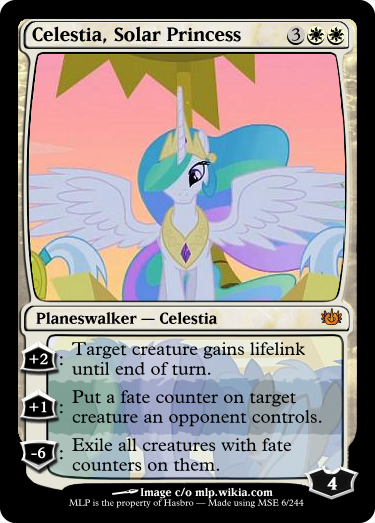 Celestia, Solar Princess 3
Planeswalker — Celestia
+2: Target creature gains lifelink
until end of turn.
+1: Put a fate counter on target
creature an opponent controls.
-6: Exile all creatures with fate
counters on them.
4
Image c/o mlp.wikia.com
MLP is the property of Hasbro — Made using MSE 6/244